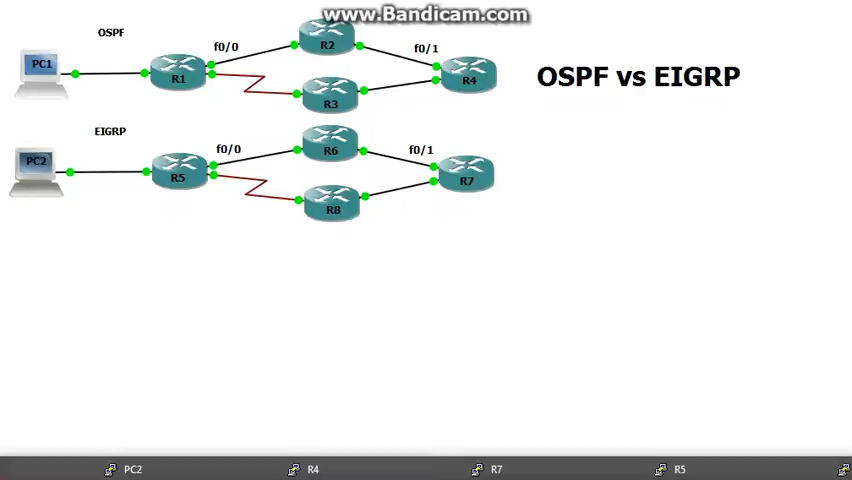 www.Bandicam.com
OSPF
PC1
f0/0
R1
R2
R3
f0/1
R4
OSPF vs EIGRP
EIGRP
PC2
f0/0
R5
R6
R8
f0/1
R7
PC2
R4
R7
R5